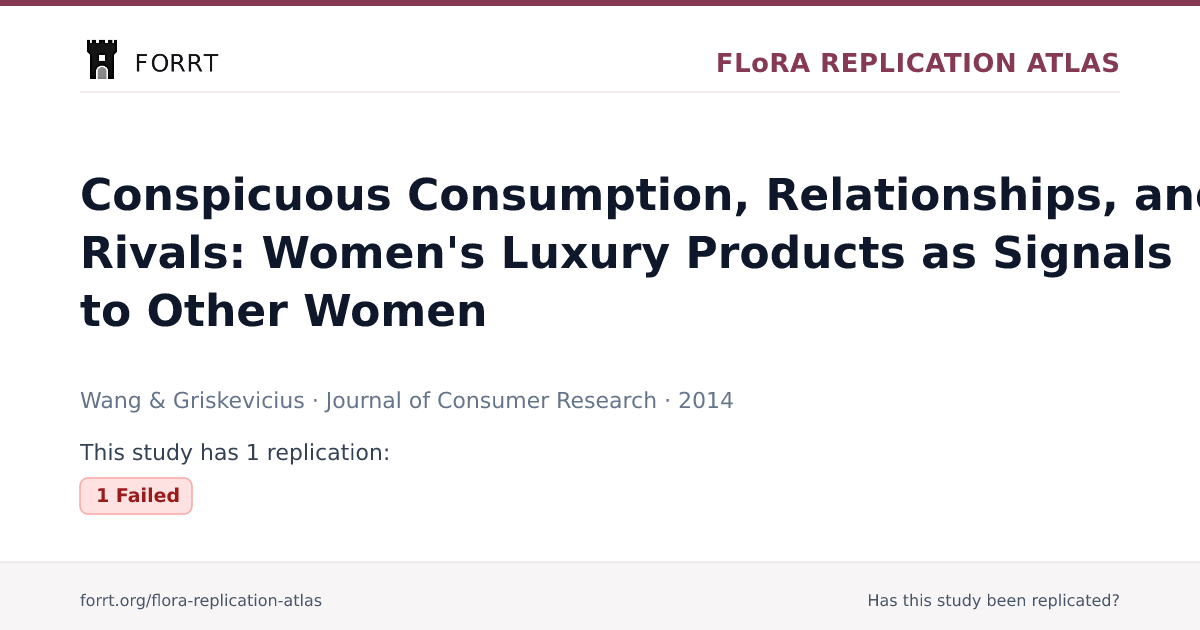 FORRT
FLoRA REPLICATION ATLAS
Conspicuous Consumption, Relationships, an
Rivals: Women's Luxury Products as Signals
to Other Women
Wang & Griskevicius · Journal of Consumer Research · 2014
This study has 1 replication:
1 Failed
forrt.org/flora-replication-atlas
Has this study been replicated?